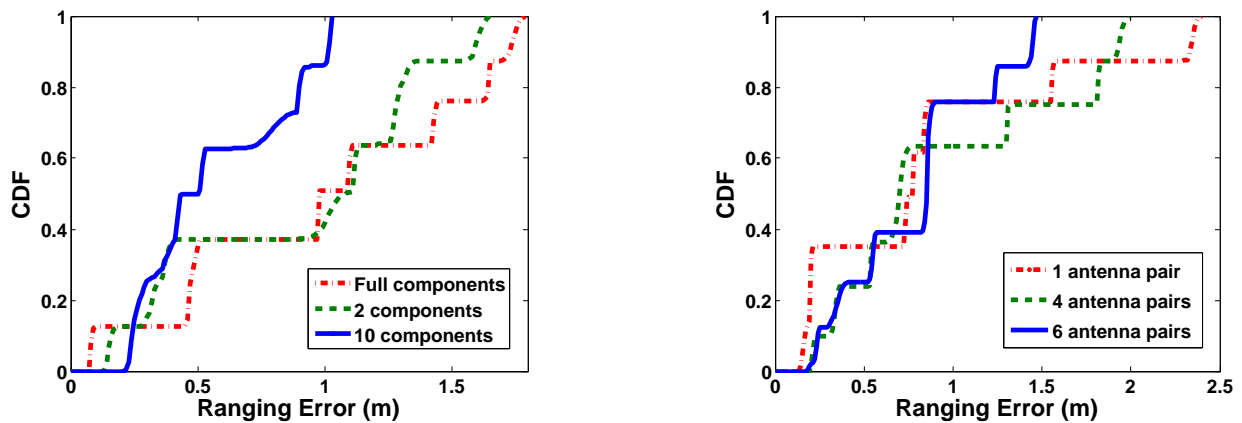 1
0.8
0.6
0.4
0.2
0
CDF
0
0.5
1
1.5
Ranging Error (m)
Full components
2 components
10 components
1
0.8
0.6
0.4
0.2
0
CDF
0
0.5
1
1.5
2
2.5
Ranging Error (m)
1 antenna pair
4 antenna pairs
6 antenna pairs